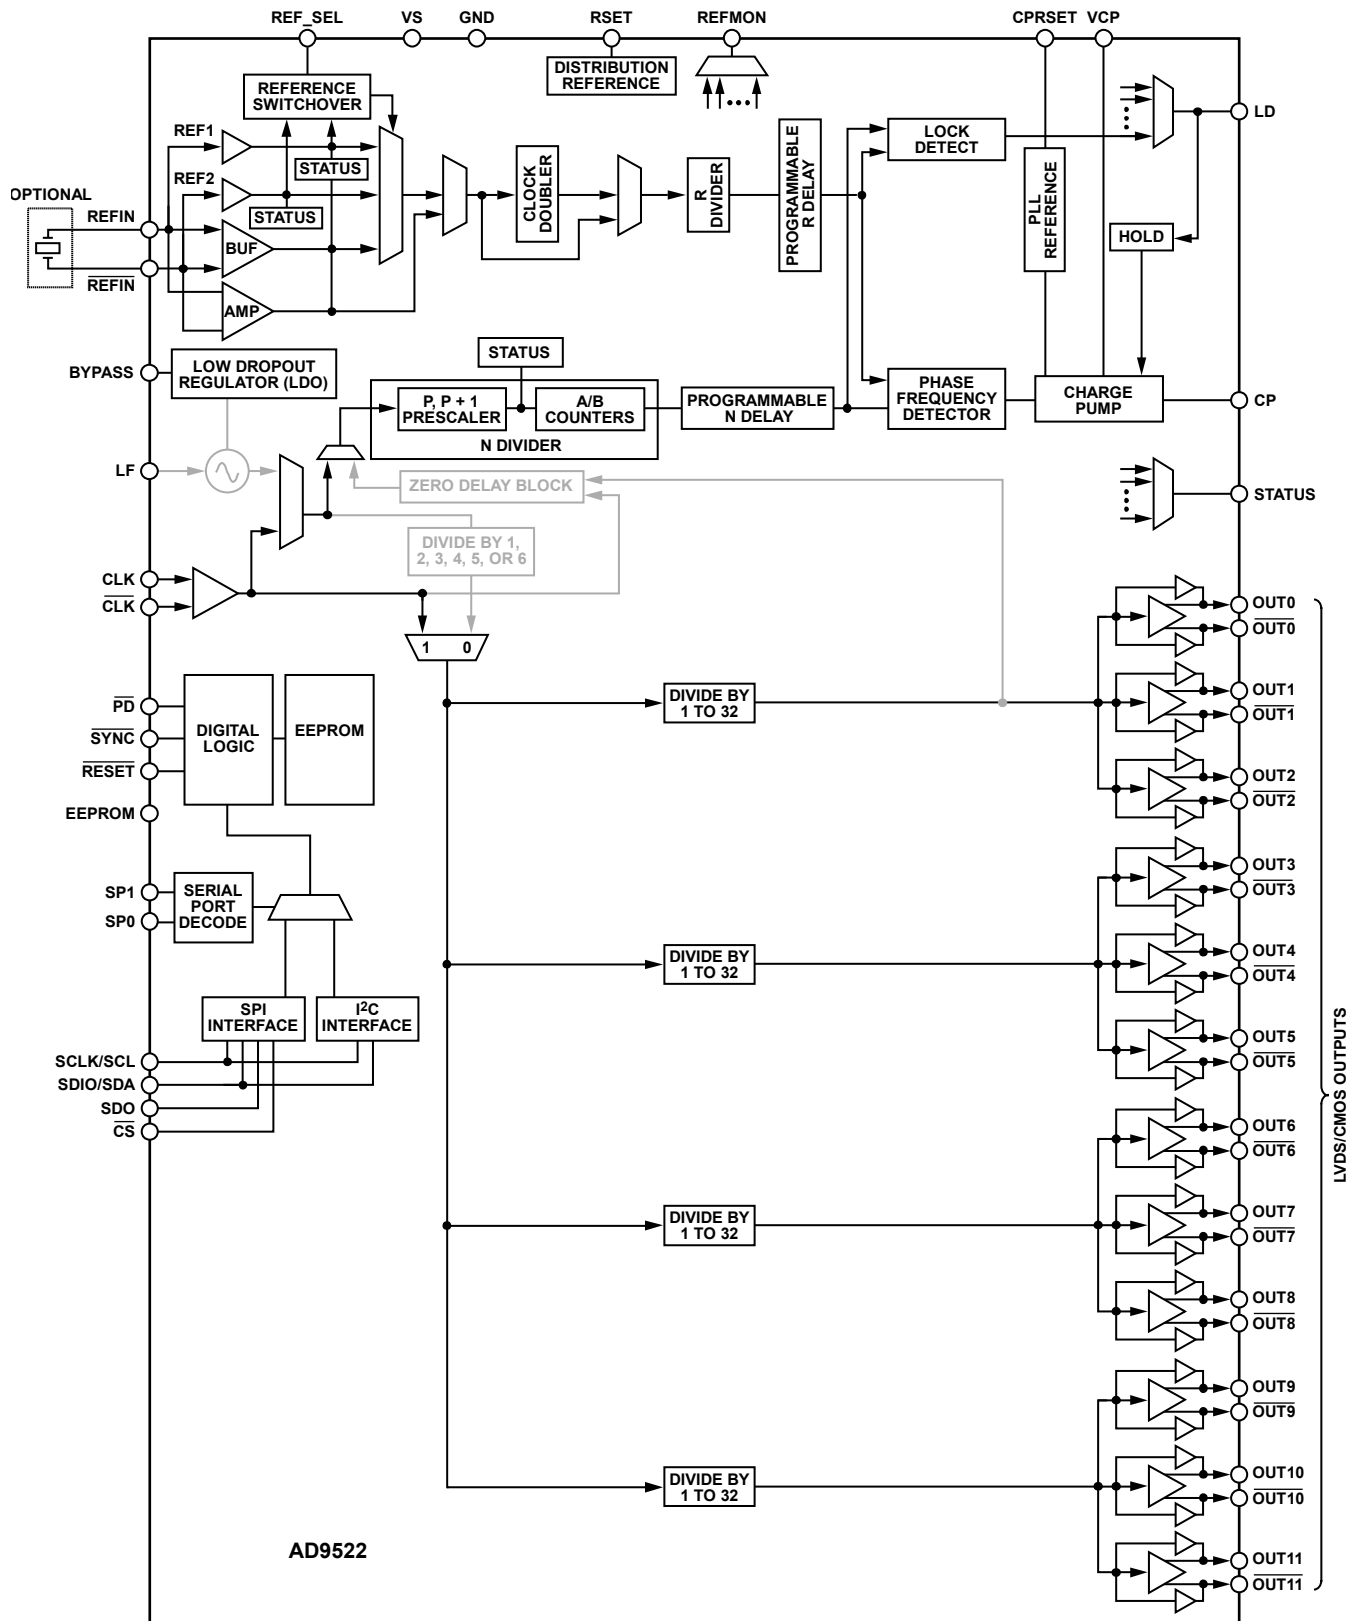 REF_SEL VS GND RSET REFMON CPRSET VCP
DISTRIBUTION
REFERENCE
REFERENCE
SWITCHOVER
REF1
STATUS
REF2
STATUS
OPTIONAL
REFIN
BUF
REFIN
AMP
CLOCK
DOUBLER
R
DIVIDER
PROGRAMMABLE
R DELAY
LOCK
DETECT
LD
PLL
REFERENCE
HOLD
BYPASS
LOW DROPOUT
REGULATOR (LDO)
STATUS
P, P + 1
PRESCALER
A/B
COUNTERS
N DIVIDER
PROGRAMMABLE
N DELAY
PHASE
FREQUENCY
DETECTOR
CHARGE
PUMP
CP
LF
ZERO DELAY BLOCK
STATUS
DIVIDE BY 1,
2, 3, 4, 5, OR 6
CLK
CLK
1 0
OUT0
OUT0
DIVIDE BY
1 TO 32
OUT1
OUT1
OUT2
OUT2
PD
SYNC
RESET
DIGITAL
LOGIC
EEPROM
EEPROM
SP1
SP0
SERIAL
PORT
DECODE
OUT3
OUT3
DIVIDE BY
1 TO 32
OUT4
OUT4
OUT5
OUT5
SPI
INTERFACE
I2C
INTERFACE
SCLK/SCL
SDIO/SDA
SDO
CS
LVDS/CMOS OUTPUTS
OUT6
OUT6
DIVIDE BY
1 TO 32
OUT7
OUT7
OUT8
OUT8
OUT9
OUT9
DIVIDE BY
1 TO 32
OUT10
OUT10
OUT11
OUT11
AD9522